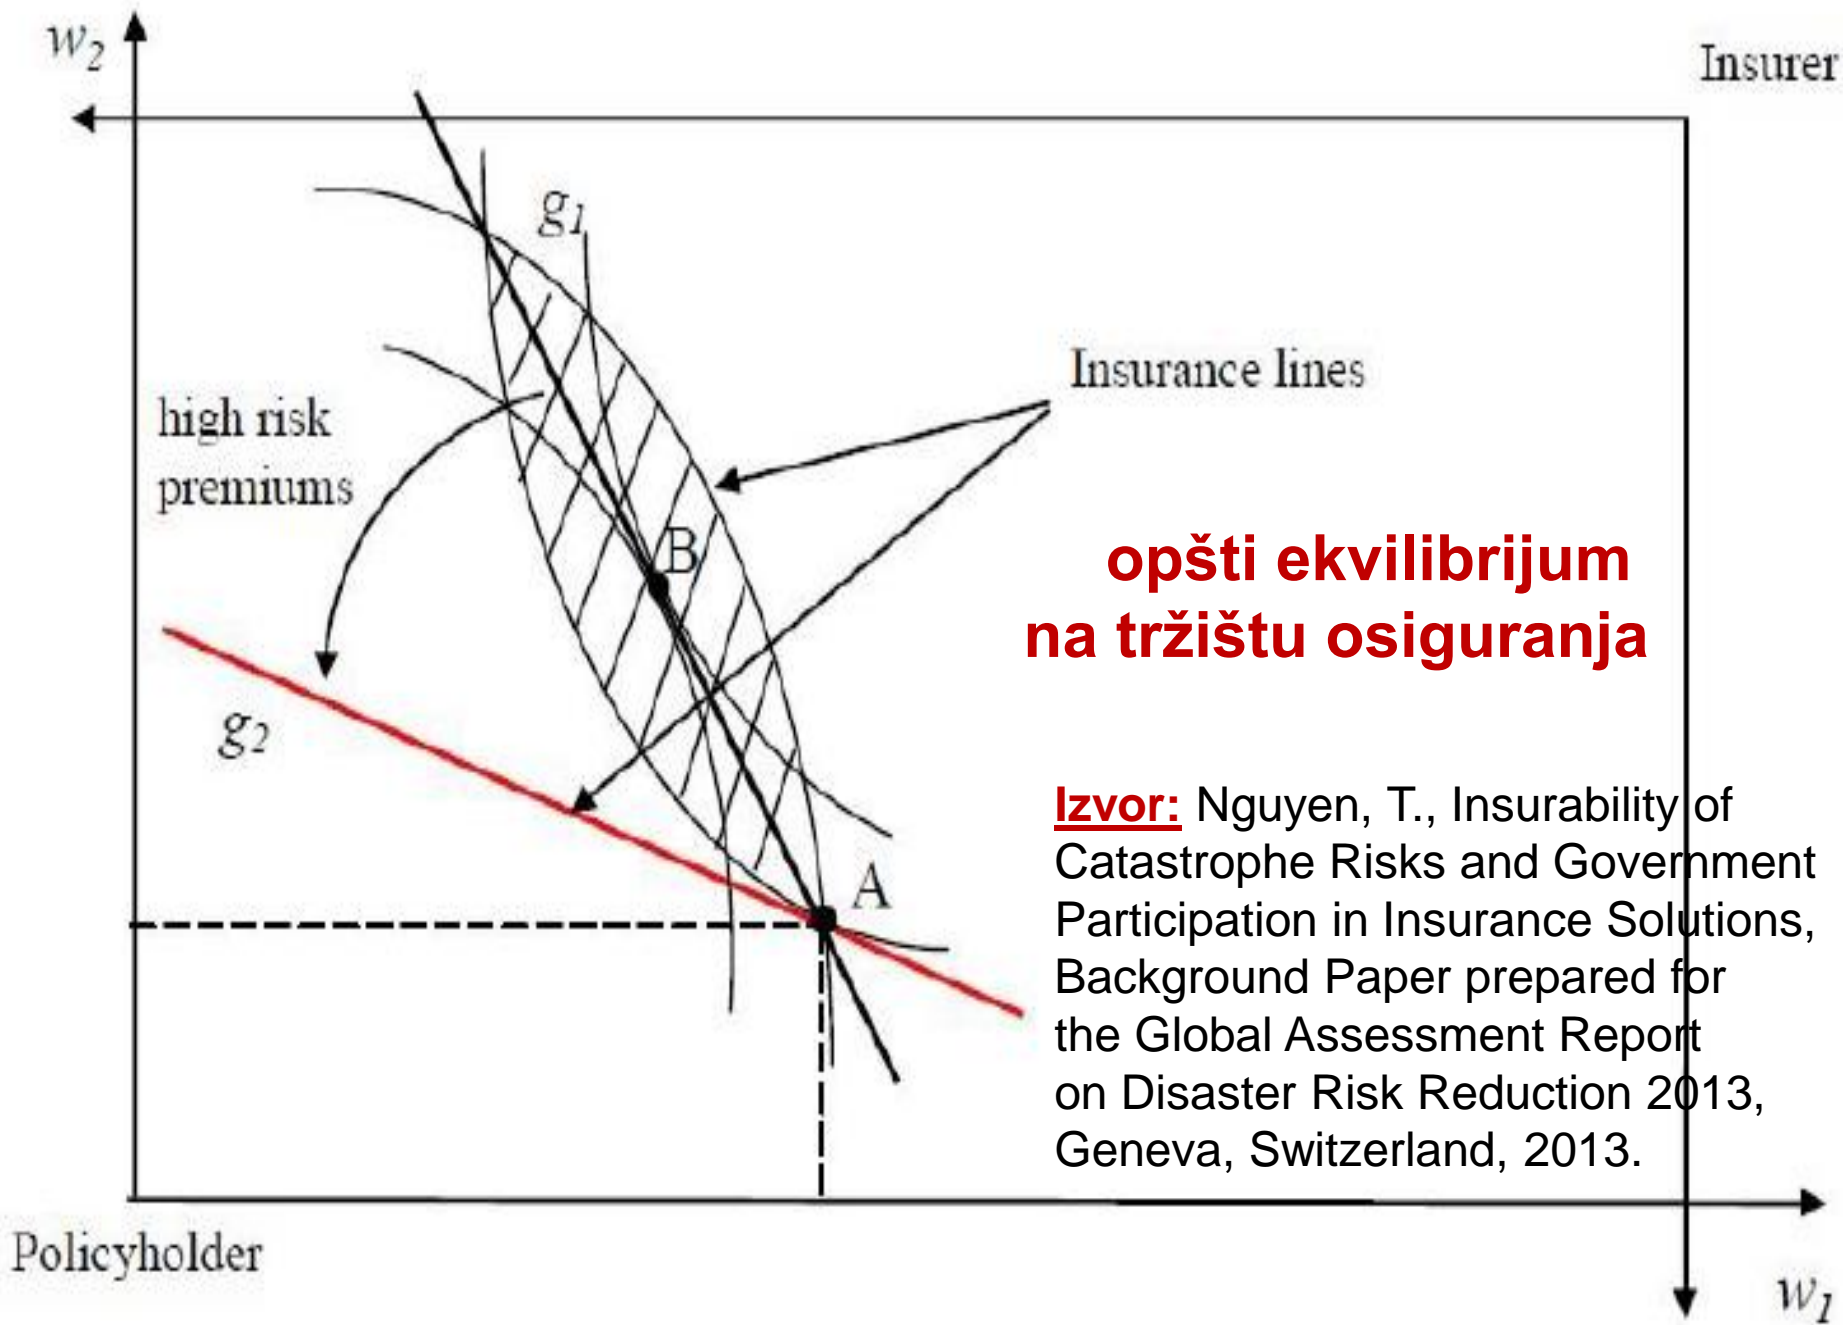 w2
Insurer
g1
Insurance lines
high risk
premiums
B
opšti ekvilibrijum
na tržištu osiguranja
g2
Izvor: Nguyen, T., Insurability of
Catastrophe Risks and Government
Participation in Insurance Solutions,
Background Paper prepared for
the Global Assessment Report
on Disaster Risk Reduction 2013,
Geneva, Switzerland, 2013.
A
Policyholder
w1